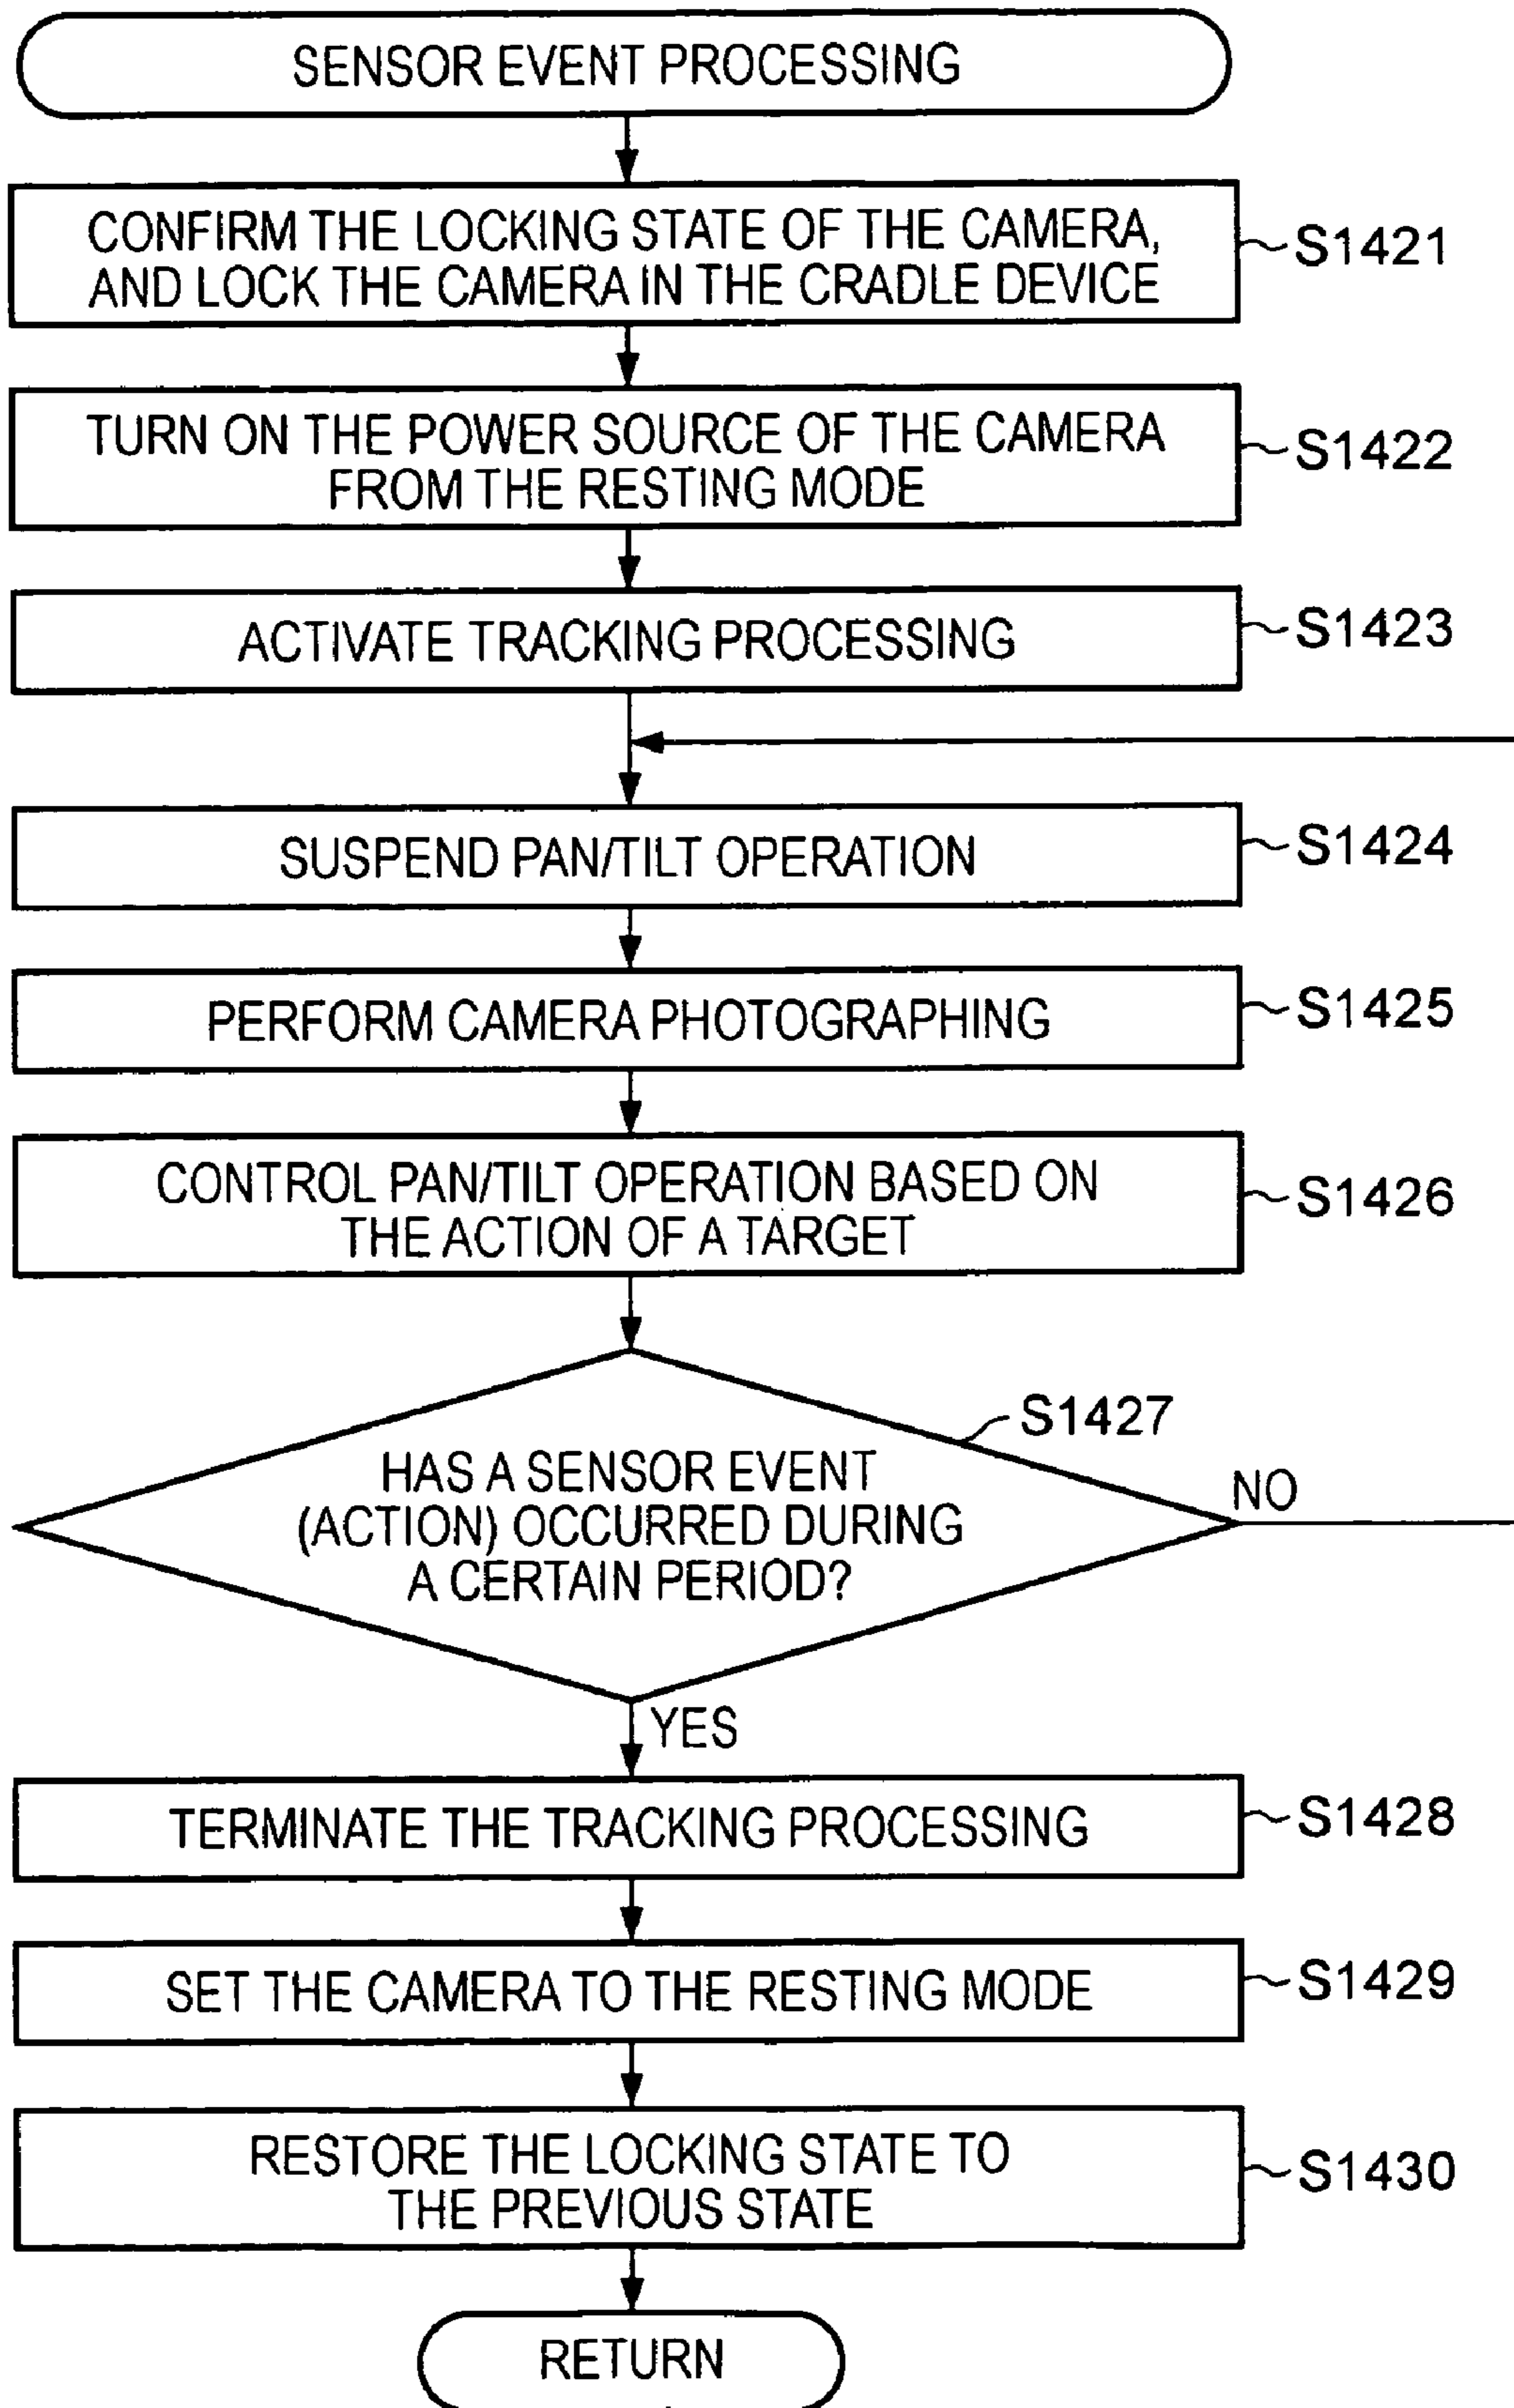 SENSOR EVENT PROCESSING
CONFIRM THE LOCKING STATE OF THE CAMERA,
AND LOCK THE CAMERA IN THE CRADLE DEVICE
S1421
TURN ON THE POWER SOURCE OF THE CAMERA
FROM THE RESTING MODE
S1422
ACTIVATE TRACKING PROCESSING
S1423
SUSPEND PAN/TILT OPERATION
S1424
PERFORM CAMERA PHOTOGRAPHING
S1425
CONTROL PAN/TILT OPERATION BASED ON
THE ACTION OF A TARGET
S1426
S1427
HAS A SENSOR EVENT
(ACTION) OCCURRED DURING
A CERTAIN PERIOD?
NO
YES
TERMINATE THE TRACKING PROCESSING
S1428
SET THE CAMERA TO THE RESTING MODE
S1429
RESTORE THE LOCKING STATE TO
THE PREVIOUS STATE
S1430
RETURN